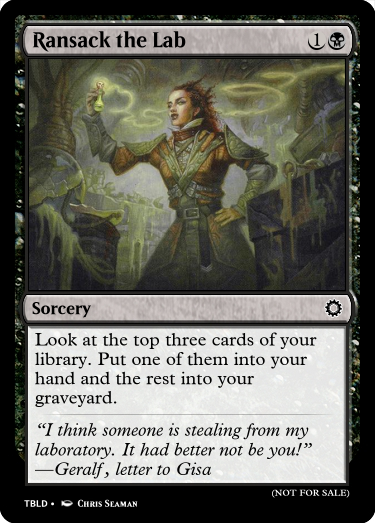 Ransack the Lab 1
Sorcery
Look at the top three cards of your
library. Put one of them into your
hand and the rest into your
graveyard.
“I think someone is stealing from my
laboratory. It had better not be you!”
—Geralf, letter to Gisa
(NOT FOR SALE)
TBLD • Chris Seaman